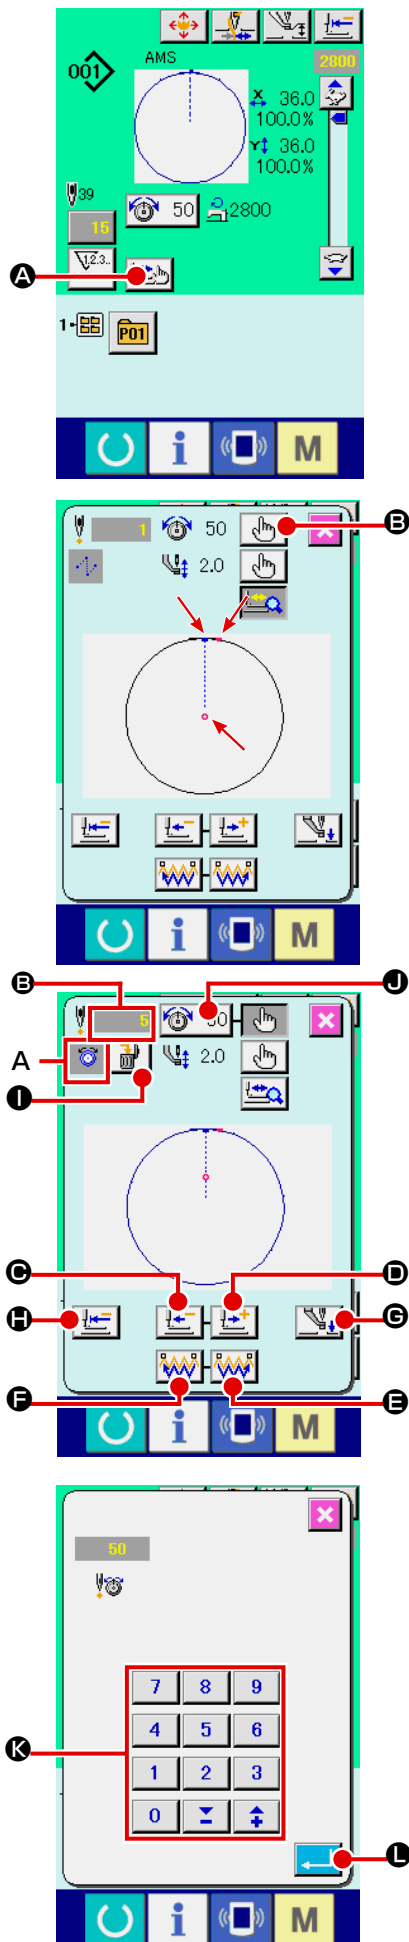 2800
001
AMS
X 36.0
100.0%
Y 36.0
100.0%
39
15
50 2800
1.2.3..
A
1-
P01
i M
1 50 B
2.0
i M
B J
5 50
A
2.0
I
C D
H G
F E
i M
50
7 8 9
4 5 6
K
1 2 3
0
L
i M